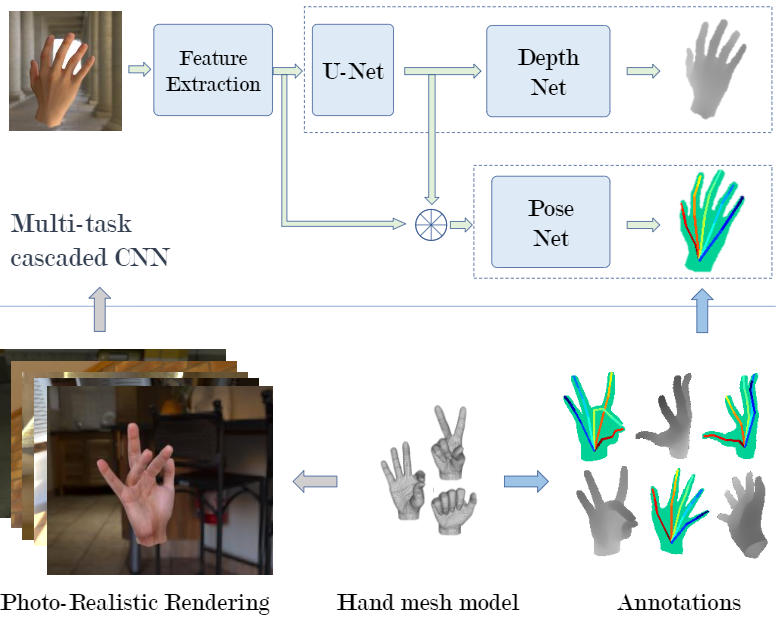 Feature
Extraction
U-Net
Depth
Net
Pose
Net
Multi-task
cascaded CNN
Photo-Realistic Rendering
Hand mesh model
Annotations